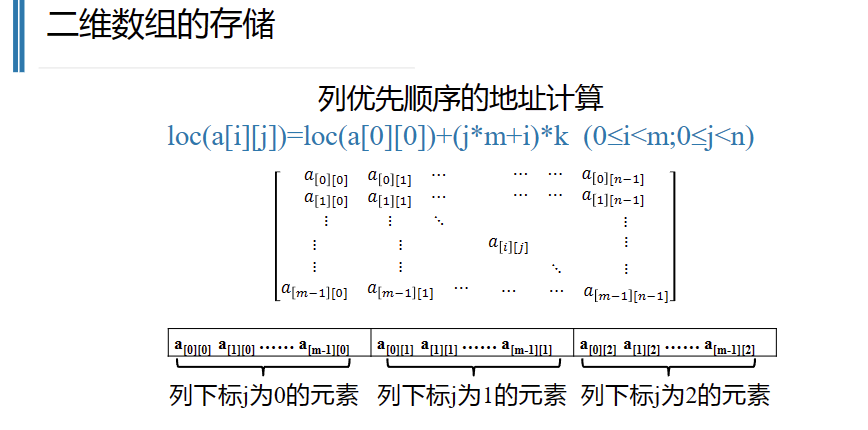 二维数组的存储
列优先顺序的地址计算
loc(a[i][j])=loc(a[0][0])+(j*m+i)*k (0≤i<m;0≤j<n)
a[0][0] a[0][1] ⋯ ⋯ ⋯ a[0][n−1]
a[1][0] a[1][1] ⋯ ⋯ ⋯ a[1][n−1]
⋮ ⋮ ⋱ ⋮
⋮ ⋮ a[i][j] ⋮
⋮ ⋮ ⋱ ⋮
a[m−1][0] a[m−1][1] ⋯ ⋯ ⋯ a[m−1][n−1]
a[0][0] a[1][0] …… a[m-1][0] a[0][1] a[1][1] …… a[m-1][1] a[0][2] a[1][2] …… a[m-1][2]
列下标j为0的元素 列下标j为1的元素 列下标j为2的元素